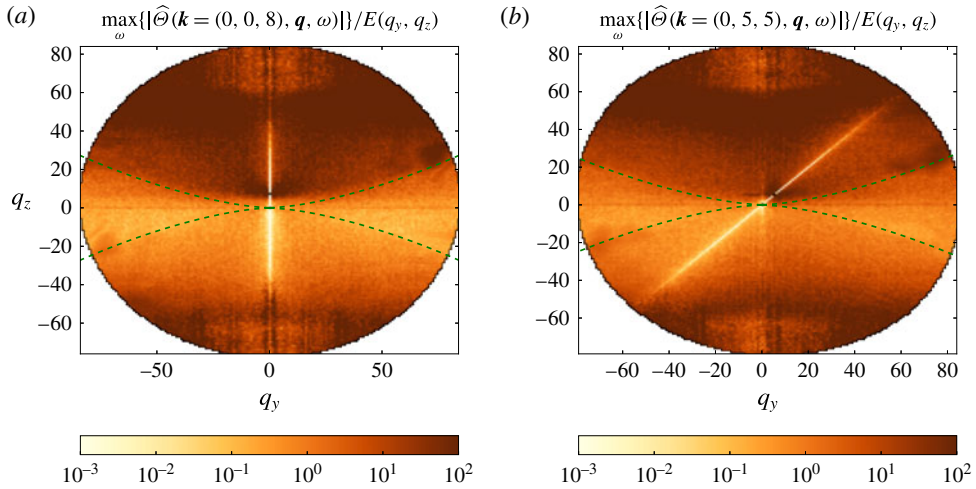 (a) max_ω{|Θ̂(k = (0, 0, 8), q, ω)|}/E(q_y, q_z)
80
60
40
20
q_z 0
−20
−40
−60
−50 0 50
q_y
10^−3 10^−2 10^−1 10^0 10^1 10^2
(b) max_ω{|Θ̂(k = (0, 5, 5), q, ω)|}/E(q_y, q_z)
80
60
40
20
0
−20
−40
−60
−60 −40 −20 0 20 40 60 80
q_y
10^−3 10^−2 10^−1 10^0 10^1 10^2